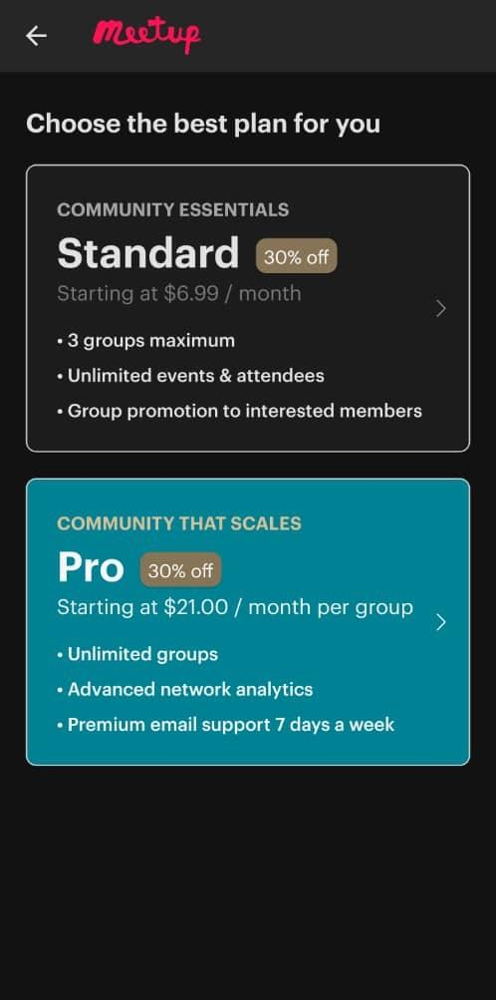 Meetup
Choose the best plan for you
COMMUNITY ESSENTIALS
Standard 30% off
Starting at $6.99 / month
• 3 groups maximum
• Unlimited events & attendees
• Group promotion to interested members
COMMUNITY THAT SCALES
Pro 30% off
Starting at $21.00 / month per group
• Unlimited groups
• Advanced network analytics
• Premium email support 7 days a week